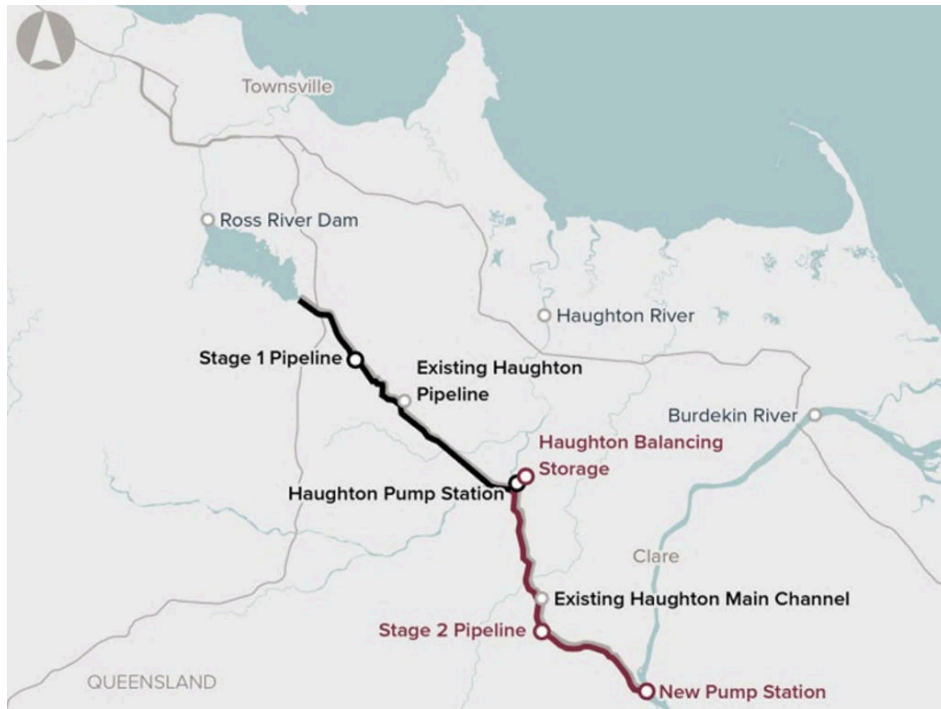 Townsville
Ross River Dam
Haughton River
Stage 1 Pipeline
Existing Haughton
Pipeline
Burdekin River
Haughton Balancing
Storage
Haughton Pump Station
Clare
Existing Haughton Main Channel
Stage 2 Pipeline
QUEENSLAND
New Pump Station